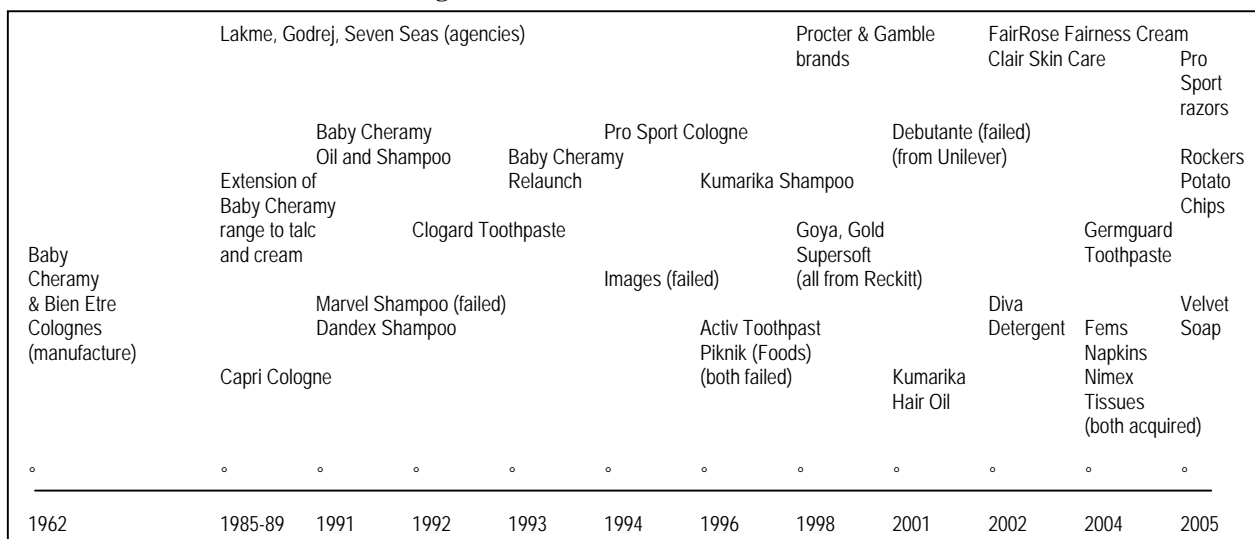 Lakme, Godrej, Seven Seas (agencies)
Procter & Gamble
brands
FairRose Fairness Cream
Clair Skin Care
Pro
Sport
razors
Baby Cheramy
Oil and Shampoo
Pro Sport Cologne
Debutante (failed)
(from Unilever)
Baby Cheramy
Relaunch
Rockers
Potato
Chips
Extension of
Baby Cheramy
range to talc
and cream
Kumarika Shampoo
Clogard Toothpaste
Goya, Gold
Supersoft
(all from Reckitt)
Germguard
Toothpaste
Baby
Cheramy
& Bien Etre
Colognes
(manufacture)
Images (failed)
Marvel Shampoo (failed)
Dandex Shampoo
Diva
Detergent
Velvet
Soap
Activ Toothpast
Piknik (Foods)
(both failed)
Fems
Napkins
Nimex
Tissues
(both acquired)
Capri Cologne
Kumarika
Hair Oil
° ° ° ° ° ° ° ° ° ° ° °
1962 1985-89 1991 1992 1993 1994 1996 1998 2001 2002 2004 2005